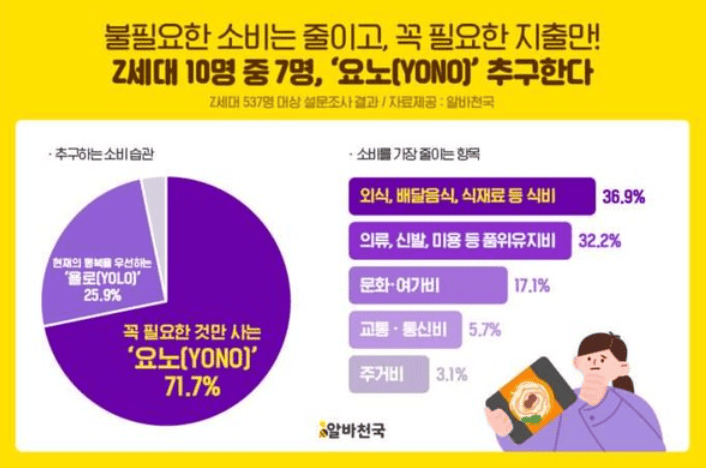 불필요한 소비는 줄이고, 꼭 필요한 지출만!
Z세대 10명 중 7명, ‘요노(YONO)’ 추구한다
Z세대 537명 대상 설문조사 결과 / 자료제공 : 알바천국
· 추구하는 소비 습관
현재의 행복을 우선하는
‘욜로(YOLO)’
25.9%
꼭 필요한 것만 사는
‘요노(YONO)’
71.7%
· 소비를 가장 줄이는 항목
외식, 배달음식, 식재료 등 식비 36.9%
의류, 신발, 미용 등 품위유지비 32.2%
문화·여가비 17.1%
교통·통신비 5.7%
주거비 3.1%
알바천국